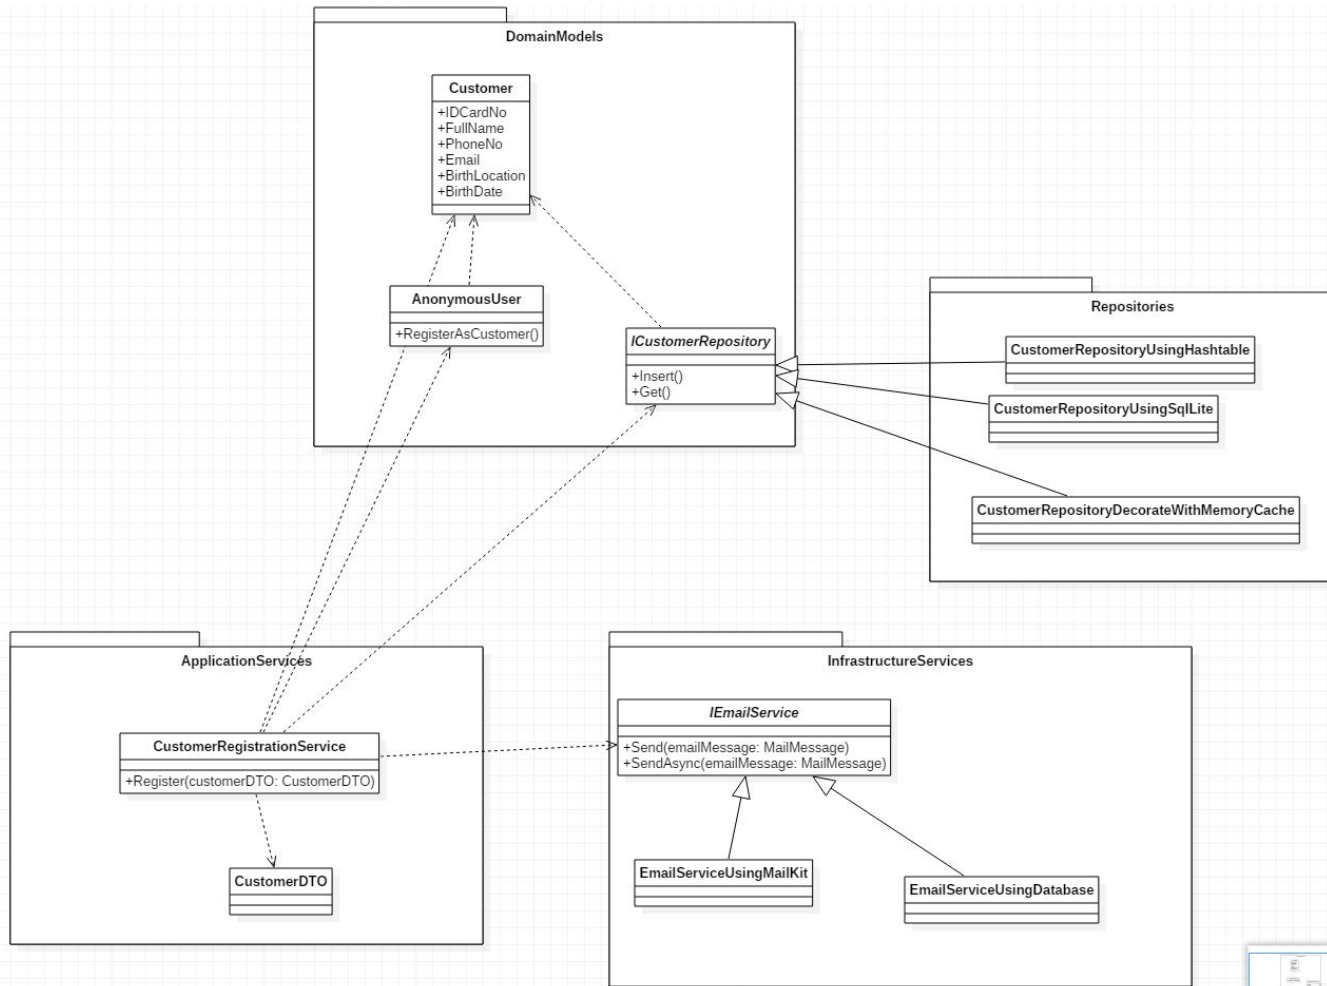 DomainModels
Customer
+IDCardNo
+FullName
+PhoneNo
+Email
+BirthLocation
+BirthDate
AnonymousUser
+RegisterAsCustomer()
ICustomerRepository
+Insert()
+Get()
Repositories
CustomerRepositoryUsingHashtable
CustomerRepositoryUsingSqlLite
CustomerRepositoryDecorateWithMemoryCache
ApplicationServices
CustomerRegistrationService
+Register(customerDTO: CustomerDTO)
CustomerDTO
InfrastructureServices
IEmailService
+Send(emailMessage: MailMessage)
+SendAsync(emailMessage: MailMessage)
EmailServiceUsingMailKit
EmailServiceUsingDatabase